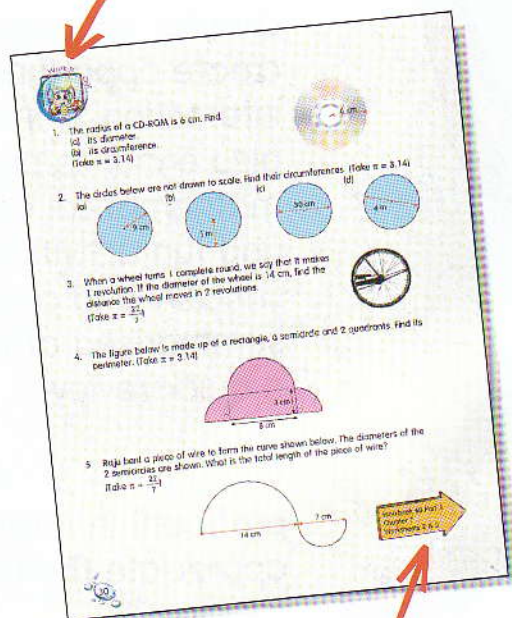 1. The radius of a CD-ROM is 6 cm. Find
(a) its diameter.
(b) its circumference.
(Take π = 3.14)
6 cm
2. The circles below are not drawn to scale. Find their circumferences. (Take π = 3.14)
(a) (b) (c) (d)
9 cm
1 m
30 cm
4 m
3. When a wheel turns 1 complete round, we say that it makes
1 revolution. If the diameter of the wheel is 14 cm, find the
distance the wheel moves in 2 revolutions.
(Take π = 22/7)
4. The figure below is made up of a rectangle, a semicircle and 2 quadrants. Find its
perimeter. (Take π = 3.14)
3 cm
8 cm
5 Raju bent a piece of wire to form the curve shown below. The diameters of the
2 semicircles are shown. What is the total length of the piece of wire?
(Take π = 22/7)
14 cm
7 cm
Workbook Part 1
Chapter
Worksheets